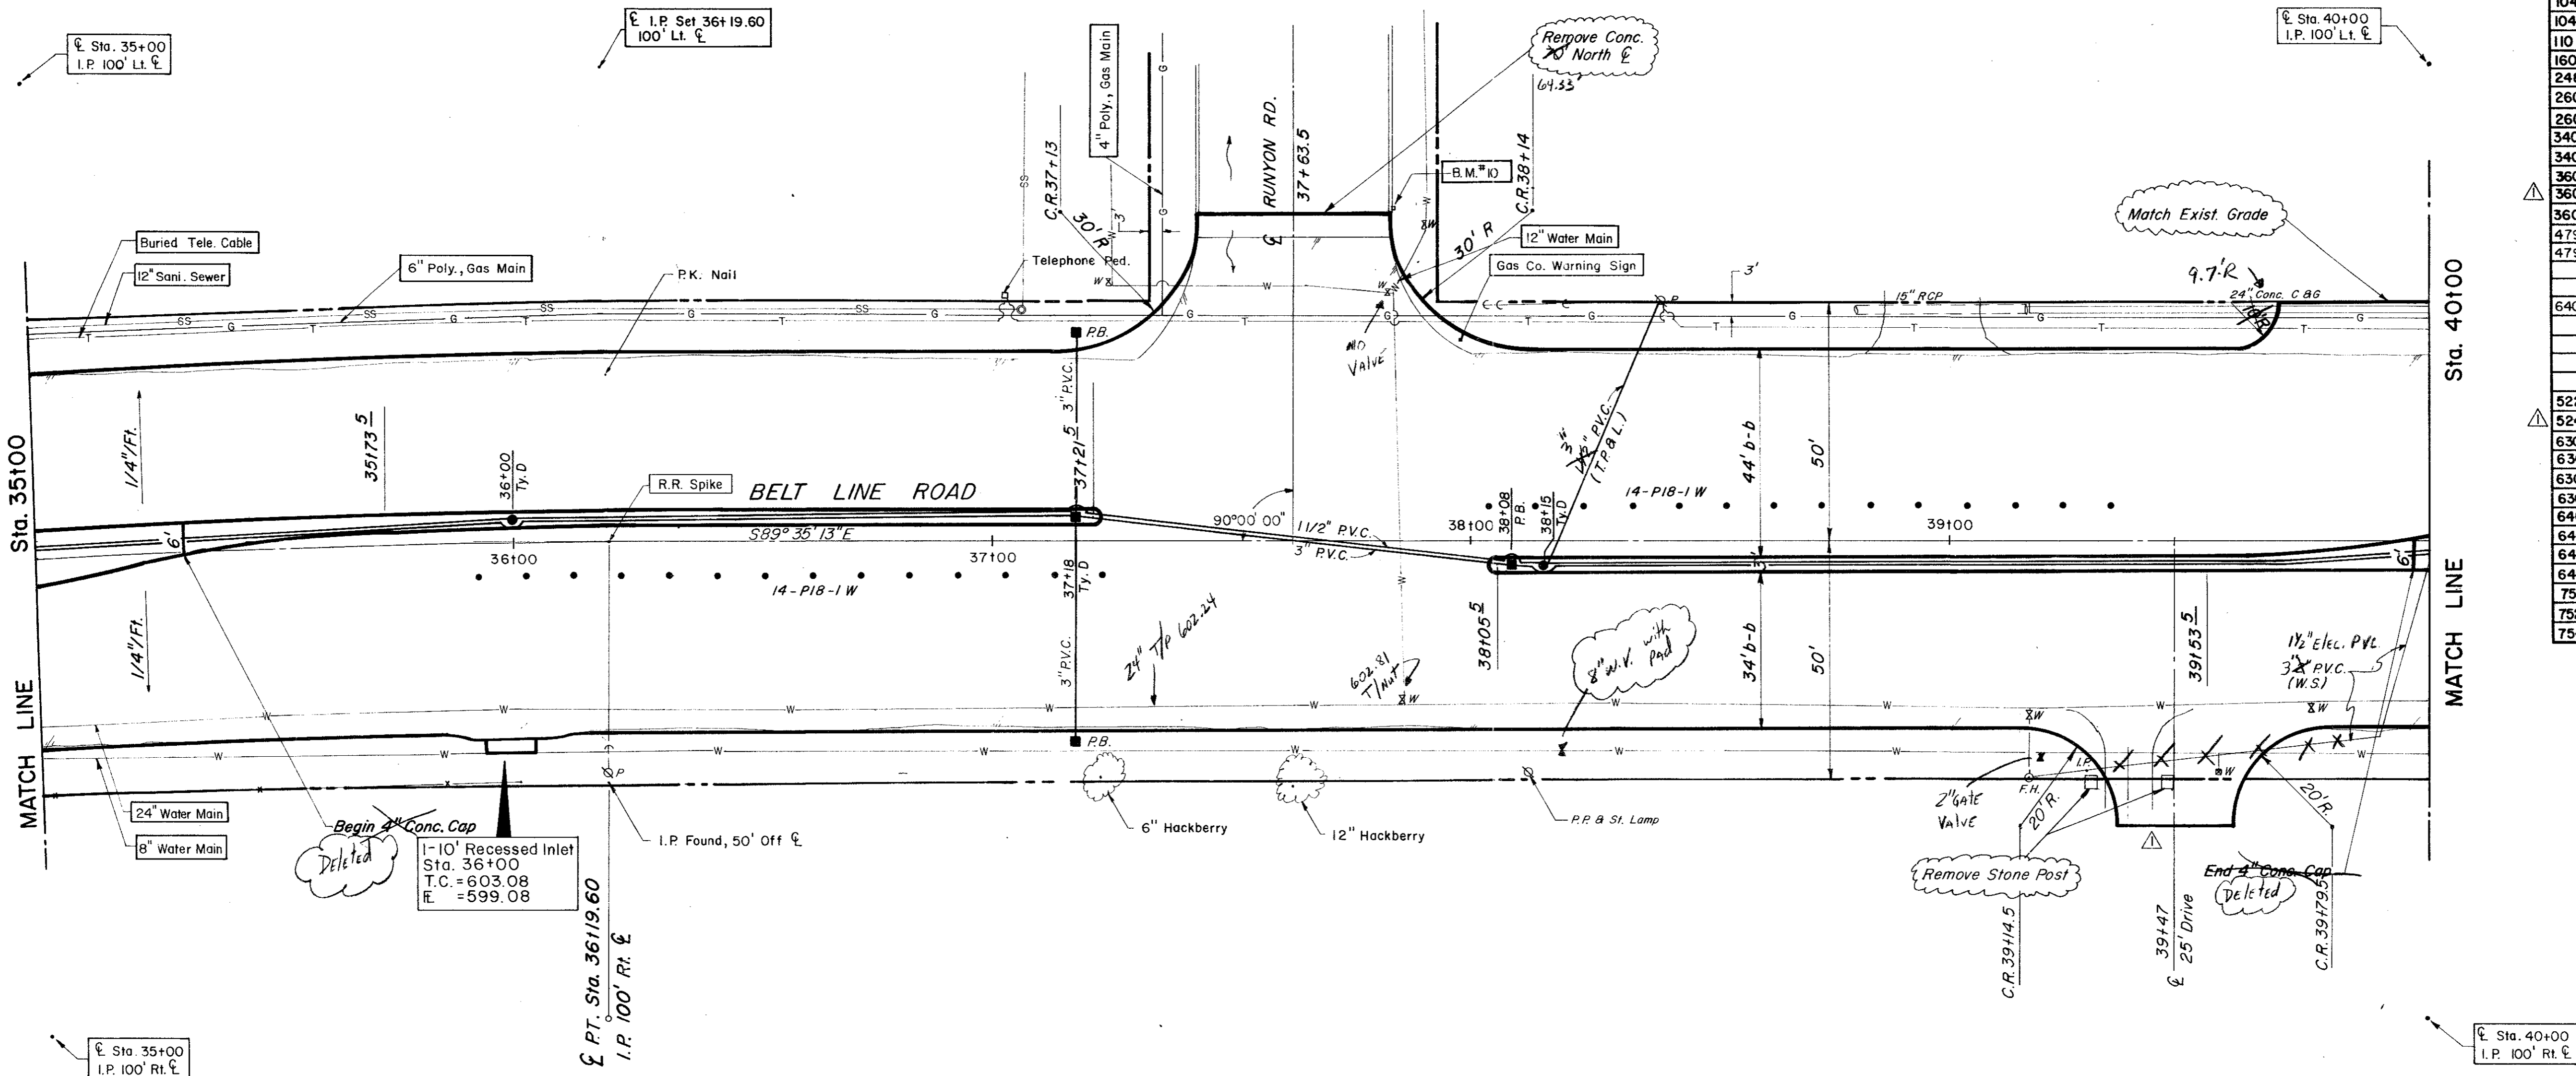 ℄ Sta. 35+00
I.P. 100' Lt. ℄
℄ I.P. Set 36+19.60
100' Lt. ℄
4" Poly., Gas Main
Remove Conc.
70' North ℄
64.33'
℄ Sta. 40+00
I.P. 100' Lt. ℄
C.R. 37+13
30' R
3'
RUNYON RD.
℄ 37+63.5
B.M. #10
C.R. 38+14
30' R
12" Water Main
Gas Co. Warning Sign
Match Exist. Grade
Buried Tele. Cable
12" Sani. Sewer
6" Poly., Gas Main
P.K. Nail
Telephone Ped.
3'
15" RCP
9.7'R
24" Conc. C & G
10'R
P.B.
NO
VALVE
Sta. 35+00
Sta. 40+00
1/4"/Ft.
35+73.5
36+00
Ty. D
R.R. Spike
BELT LINE ROAD
3" P.V.C.
37+21.5
3"
1 1/2" P.V.C.
(T.P. & L.)
44' b-b
50'
14-P18-1 W
6'
S89°35'13"E
36+00
37+00
90°00'00"
1 1/2" P.V.C.
3" P.V.C.
38+00
38+08
P.B.
38+15
Ty. D
39+00
3'
6'
14-P18-1 W
37+18
Ty. D
3" P.V.C.
24" T/P 602.24
602.81
T/Nut
38+05.5
8" W.V. with
Pad
34' b-b
50'
39+53.5
1 1/2" Elec. PVC.
3" P.V.C.
(W.S.)
1/4"/Ft.
MATCH LINE
MATCH LINE
P.B.
24" Water Main
8" Water Main
Begin 4" Conc. Cap
Deleted
1-10' Recessed Inlet
Sta. 36+00
T.C. = 603.08
FL = 599.08
I.P. Found, 50' Off ℄
6" Hackberry
12" Hackberry
P.P. & St. Lamp
2" GATE
VALVE
F.H.
I.P.
20' R.
20' R.
Remove Stone Post
End 4" Conc. Cap
Deleted
℄ P.T. Sta. 36+19.60
I.P. 100' Rt. ℄
C.R. 39+14.5
℄ 39+47
25' Drive
C.R. 39+79.5
℄ Sta. 35+00
I.P. 100' Rt. ℄
℄ Sta. 40+00
I.P. 100' Rt. ℄